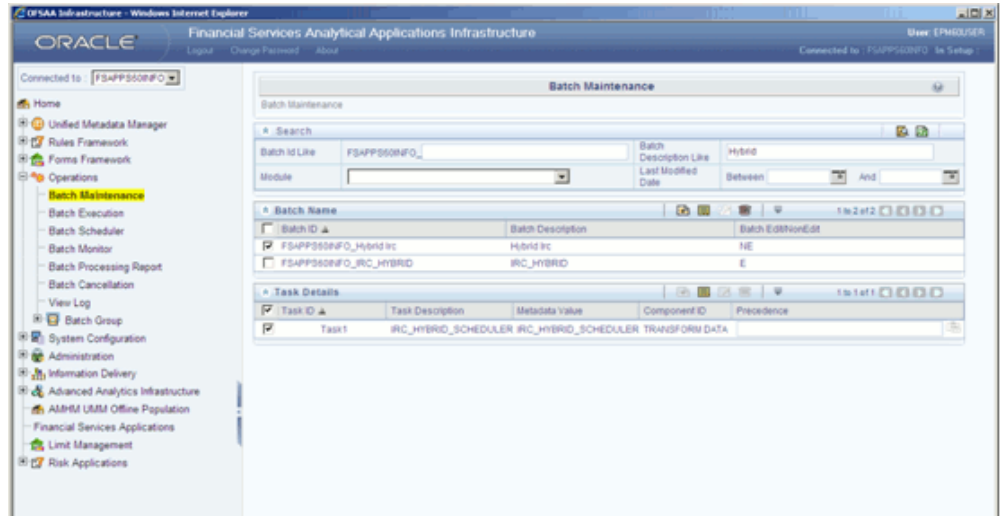 OFSAA Infrastructure - Windows Internet Explorer
ORACLE
Financial Services Analytical Applications Infrastructure
User: EPM60USER
Logout Change Password About
Connected to : FSAPPS60INFO In Setup :
Connected to : FSAPPS60INFO
Home
Unified Metadata Manager
Rules Framework
Forms Framework
Operations
Batch Maintenance
Batch Execution
Batch Scheduler
Batch Monitor
Batch Processing Report
Batch Cancellation
View Log
Batch Group
System Configuration
Administration
Information Delivery
Advanced Analytics Infrastructure
AMHM UMM Offline Population
Financial Services Applications
Limit Management
Risk Applications
Batch Maintenance
Batch Maintenance
Search
Batch Id Like FSAPPS60INFO_ Batch Description Like Hybrid
Module Last Modified Date Between And
Batch Name 1 to 2 of 2
Batch ID Batch Description Batch Edit/NonEdit
FSAPPS60INFO_Hybrid Irc Hybrid Irc NE
FSAPPS60INFO_IRC_HYBRID IRC_HYBRID E
Task Details 1 to 1 of 1
Task ID Task Description Metadata Value Component ID Precedence
Task1 IRC_HYBRID_SCHEDULER IRC_HYBRID_SCHEDULER TRANSFORM DATA